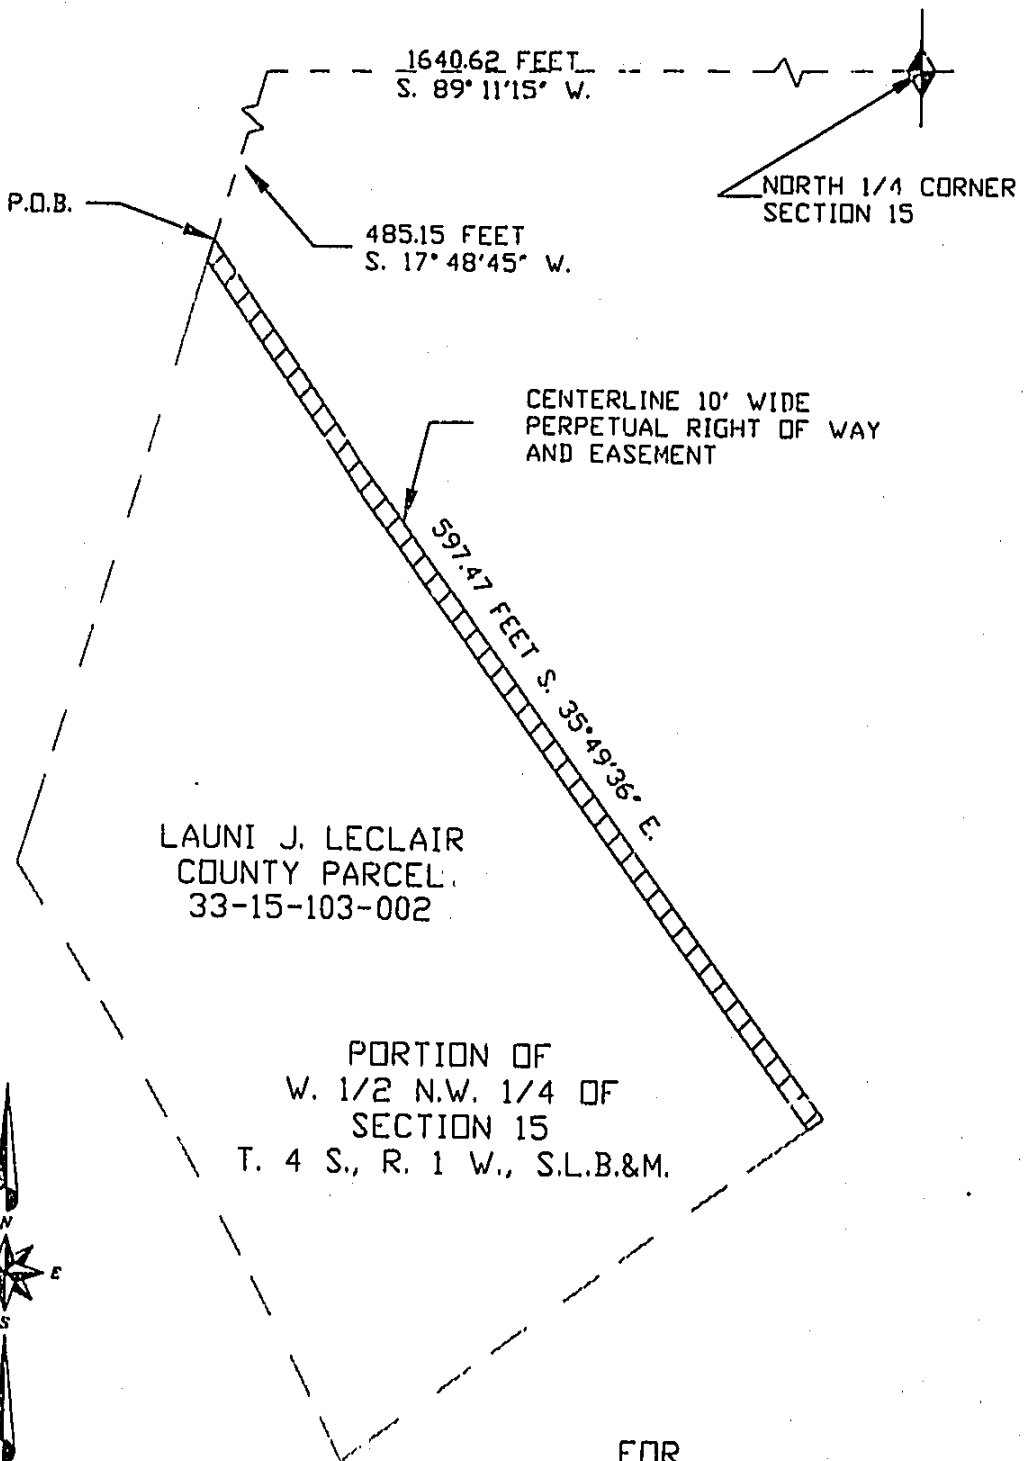 1640.62 FEET
S. 89° 11'15" W.
NORTH 1/4 CORNER
SECTION 15
P.O.B.
485.15 FEET
S. 17° 48'45" W.
CENTERLINE 10' WIDE
PERPETUAL RIGHT OF WAY
AND EASEMENT
597.47 FEET S. 35°49'36" E.
LAUNI J. LECLAIR
COUNTY PARCEL
33-15-103-002
PORTION OF
W. 1/2 N.W. 1/4 OF
SECTION 15
T. 4 S., R. 1 W., S.L.B.&M.
N
E
S
FOR